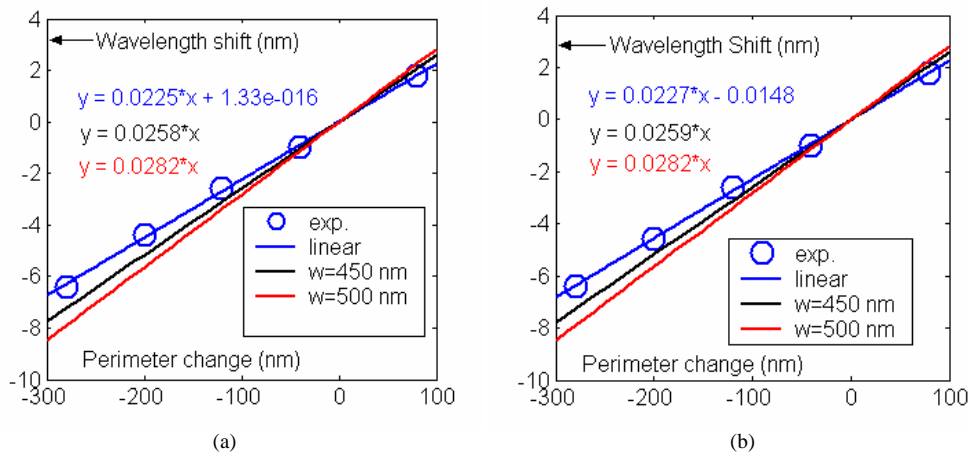 4
Wavelength shift (nm)
2
y = 0.0225*x + 1.33e-016
0
y = 0.0258*x
y = 0.0282*x
-2
-4
exp.
linear
-6
w=450 nm
w=500 nm
-8
Perimeter change (nm)
-10
-300 -200 -100 0 100
(a)
4
Wavelength Shift (nm)
2
y = 0.0227*x - 0.0148
0
y = 0.0259*x
y = 0.0282*x
-2
-4
exp.
linear
-6
w=450 nm
w=500 nm
-8
Perimeter change (nm)
-10
-300 -200 -100 0 100
(b)